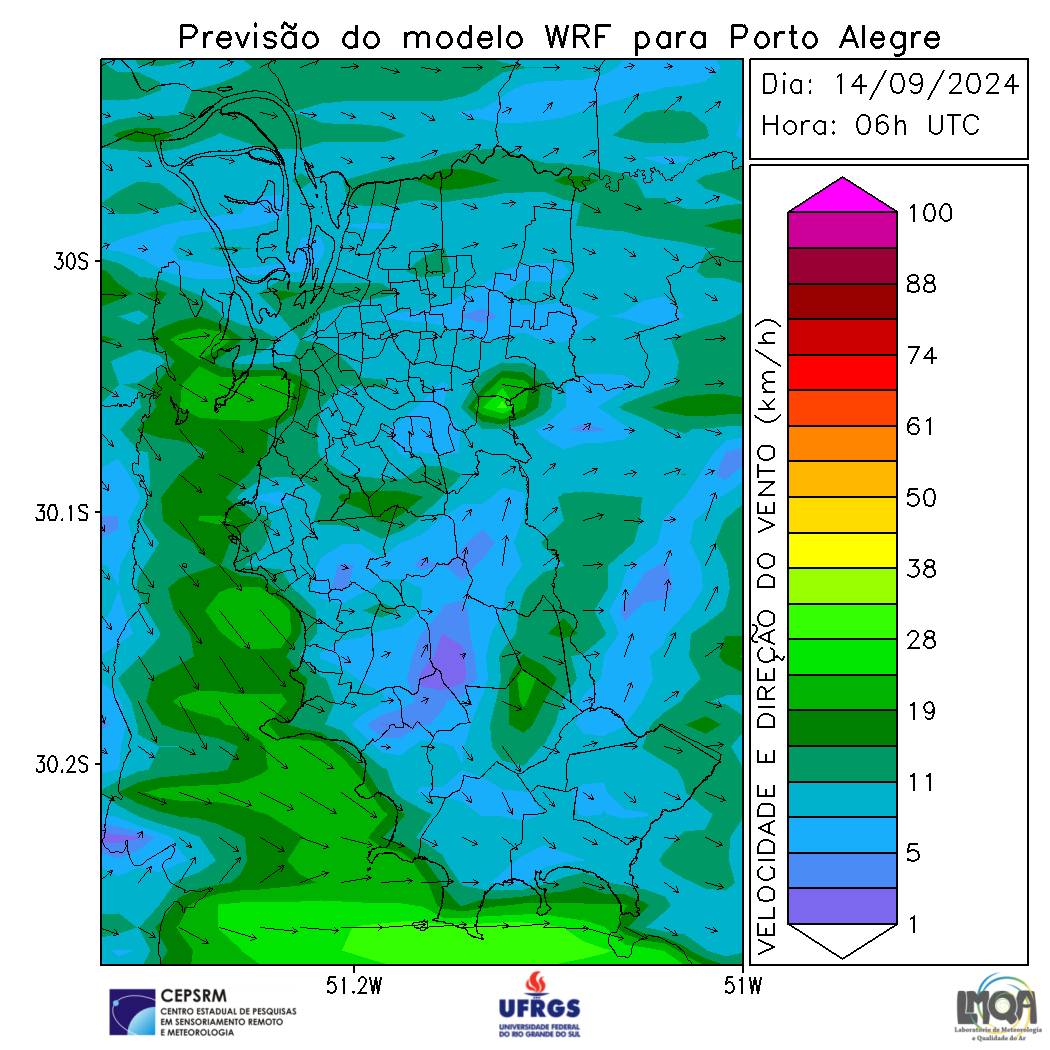 Previsão do modelo WRF para Porto Alegre
Dia: 14/09/2024
Hora: 06h UTC
30S
30.1S
30.2S
51.2W
51W
VELOCIDADE E DIREÇÃO DO VENTO (km/h)
100
88
74
61
50
38
28
19
11
5
1
CEPSRM
CENTRO ESTADUAL DE PESQUISAS
EM SENSORIAMENTO REMOTO
E METEOROLOGIA
UFRGS
UNIVERSIDADE FEDERAL
DO RIO GRANDE DO SUL
LMQA
Laboratório de Meteorologia
e Qualidade do Ar